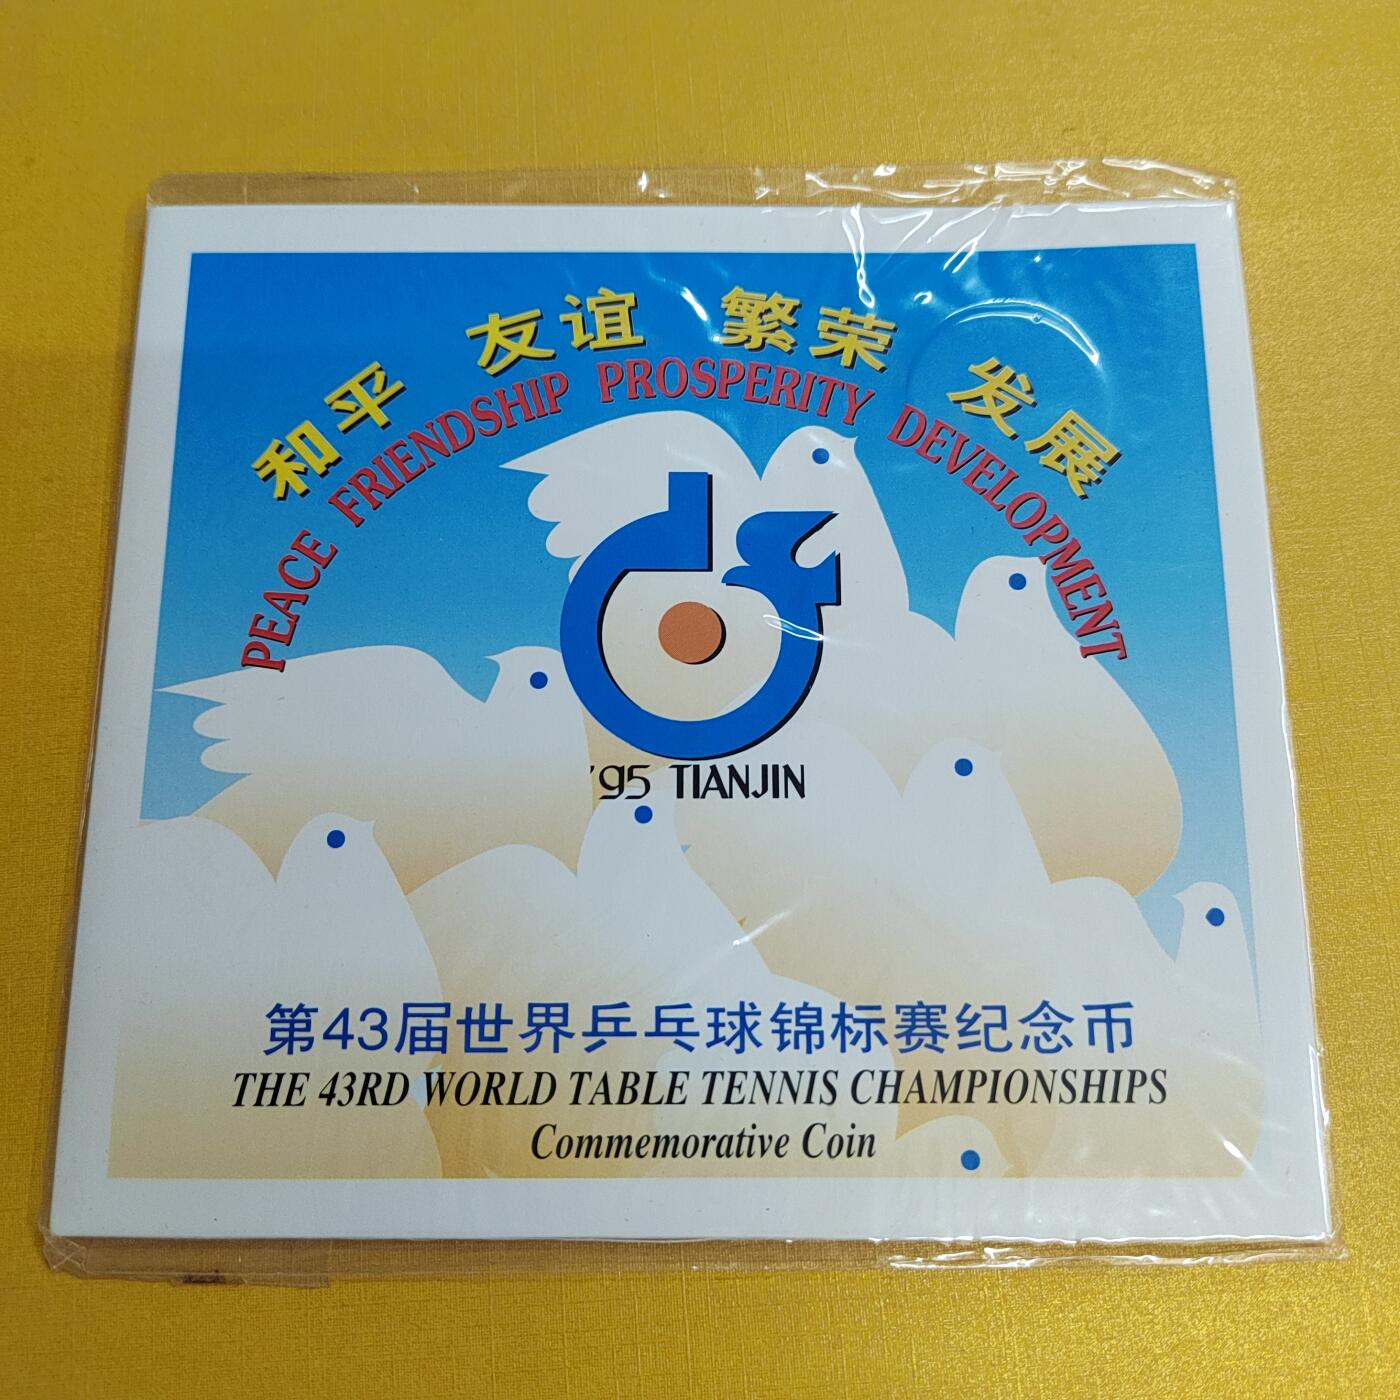 和平 友谊 繁荣 发展
PEACE FRIENDSHIP PROSPERITY DEVELOPMENT
'95 TIANJIN
第43届世界乒乓球锦标赛纪念币
THE 43RD WORLD TABLE TENNIS CHAMPIONSHIPS
Commemorative Coin